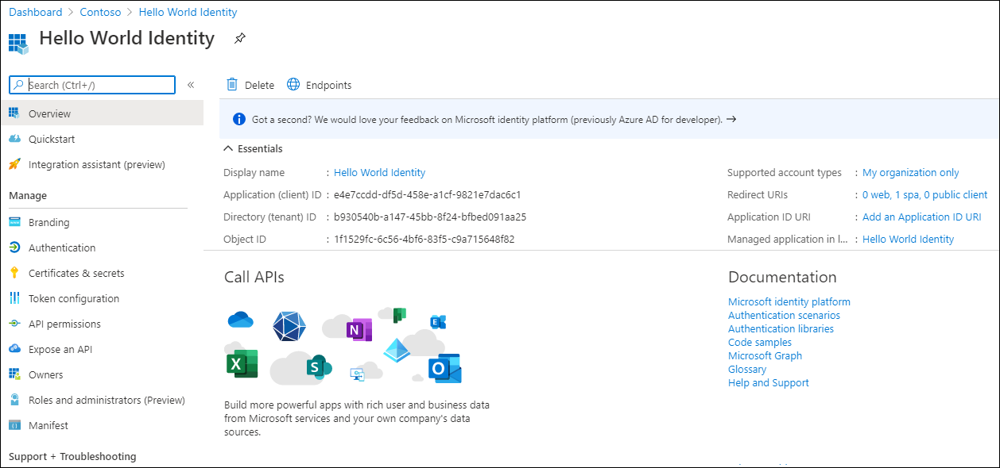 Dashboard > Contoso > Hello World Identity
Hello World Identity
Search (Ctrl+/)
«
Overview
Quickstart
Integration assistant (preview)
Manage
Branding
Authentication
Certificates & secrets
Token configuration
API permissions
Expose an API
Owners
Roles and administrators (Preview)
Manifest
Support + Troubleshooting
Delete Endpoints
Got a second? We would love your feedback on Microsoft identity platform (previously Azure AD for developer). →
Essentials
Display name : Hello World Identity
Application (client) ID : e4e7ccdd-df5d-458e-a1cf-9821e7dac6c1
Directory (tenant) ID : b930540b-a147-45bb-8f24-bfbed091aa25
Object ID : 1f1529fc-6c56-4bf6-83f5-c9a715648f82
Supported account types : My organization only
Redirect URIs : 0 web, 1 spa, 0 public client
Application ID URI : Add an Application ID URI
Managed application in l... : Hello World Identity
Call APIs
N
E
X
S
O
Build more powerful apps with rich user and business data
from Microsoft services and your own company's data
sources.
Documentation
Microsoft identity platform
Authentication scenarios
Authentication libraries
Code samples
Microsoft Graph
Glossary
Help and Support